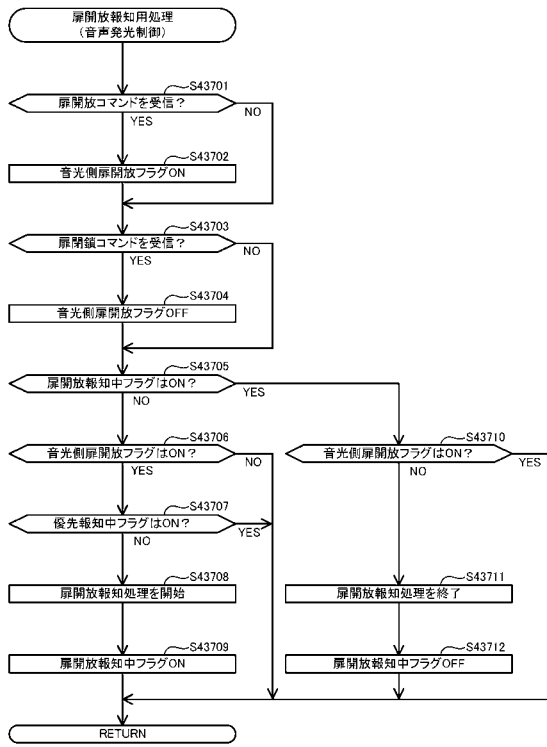 扉開放報知用処理
(音声発光制御)
S43701
扉開放コマンドを受信?
NO
YES
S43702
音光側扉開放フラグON
S43703
扉閉鎖コマンドを受信?
NO
YES
S43704
音光側扉開放フラグOFF
S43705
扉開放報知中フラグはON?
YES
NO
S43706
音光側扉開放フラグはON?
NO
YES
S43710
音光側扉開放フラグはON?
YES
NO
S43707
優先報知中フラグはON?
YES
NO
S43708
扉開放報知処理を開始
S43711
扉開放報知処理を終了
S43709
扉開放報知中フラグON
S43712
扉開放報知中フラグOFF
RETURN